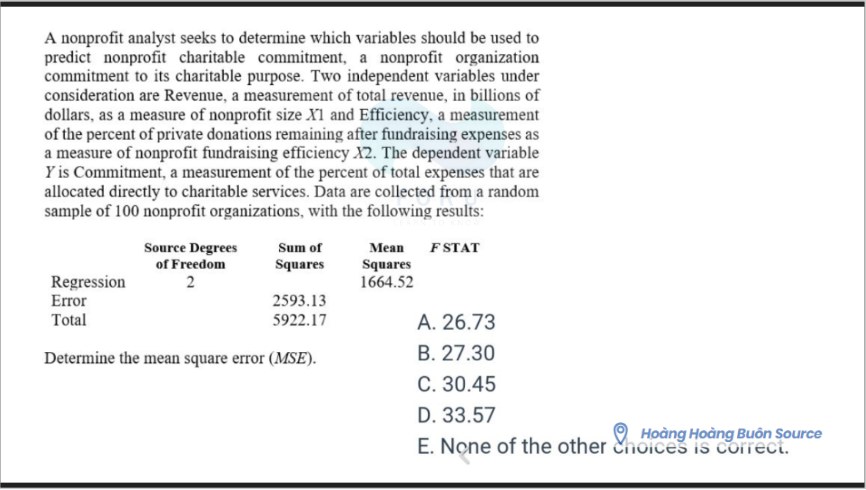 A nonprofit analyst seeks to determine which variables should be used to
predict nonprofit charitable commitment, a nonprofit organization
commitment to its charitable purpose. Two independent variables under
consideration are Revenue, a measurement of total revenue, in billions of
dollars, as a measure of nonprofit size X1 and Efficiency, a measurement
of the percent of private donations remaining after fundraising expenses as
a measure of nonprofit fundraising efficiency X2. The dependent variable
Y is Commitment, a measurement of the percent of total expenses that are
allocated directly to charitable services. Data are collected from a random
sample of 100 nonprofit organizations, with the following results:
Source Degrees Sum of Mean F STAT
of Freedom Squares Squares
Regression 2 1664.52
Error 2593.13
Total 5922.17
Determine the mean square error (MSE).
A. 26.73
B. 27.30
C. 30.45
D. 33.57
E. None of the other choices is correct.
Hoàng Hoàng Buôn Source